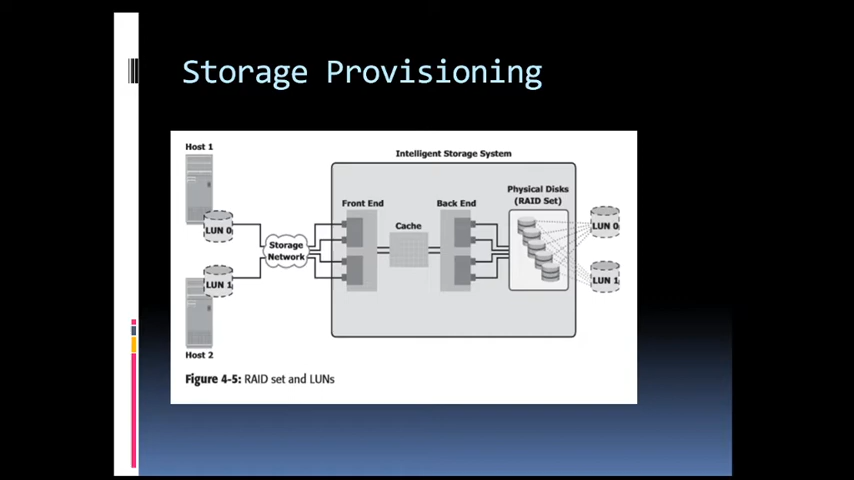 Storage Provisioning
Host 1
Intelligent Storage System
Physical Disks
(RAID Set)
Front End
Back End
Cache
LUN 0
LUN 0
Storage
Network
LUN 1
LUN 1
Host 2
Figure 4-5: RAID set and LUNs